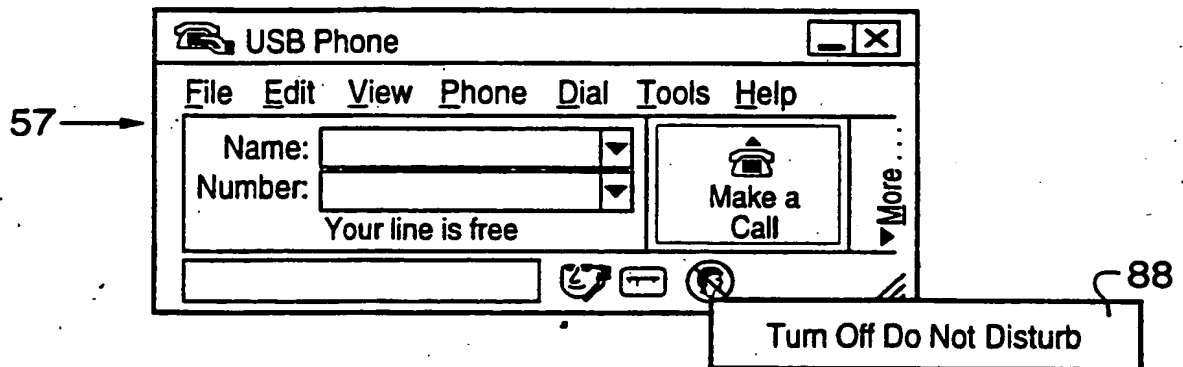 USB Phone
File Edit View Phone Dial Tools Help
57
Name:
Number:
Your line is free
Make a
Call
More...
88
Turn Off Do Not Disturb